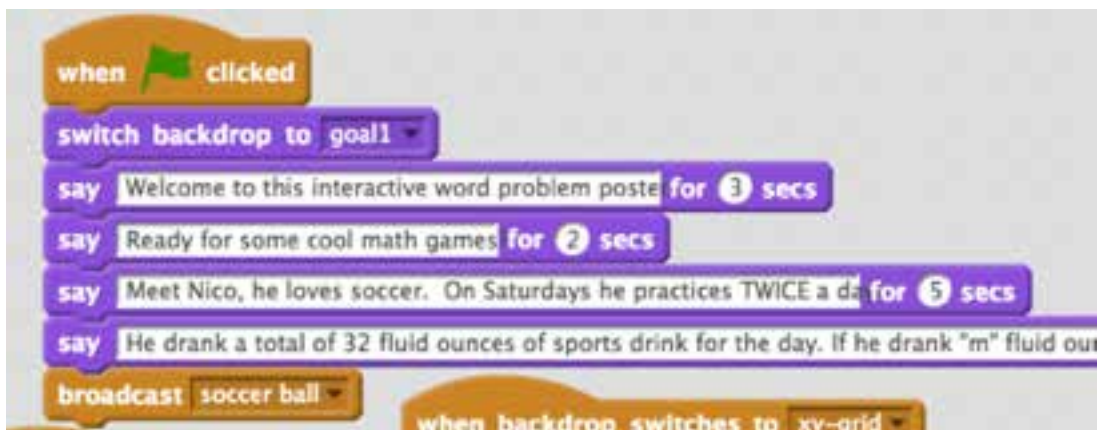 when clicked
switch backdrop to goal1
say Welcome to this interactive word problem poste for 3 secs
say Ready for some cool math games for 2 secs
say Meet Nico, he loves soccer. On Saturdays he practices TWICE a da for 5 secs
say He drank a total of 32 fluid ounces of sports drink for the day. If he drank "m" fluid our
broadcast soccer ball
when backdrop switches to xy-grid